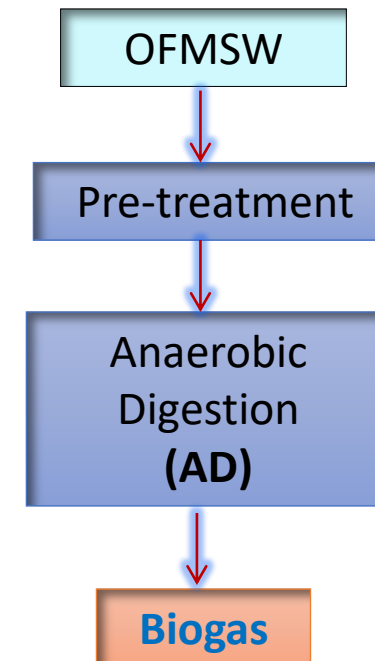 OFMSW
Pre-treatment
Anaerobic
Digestion
(AD)
Biogas